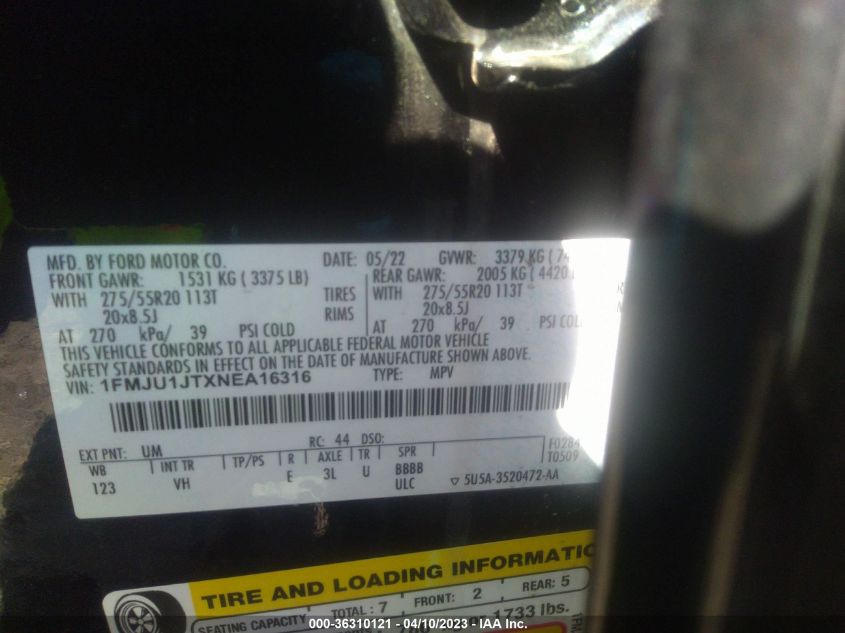 MFD. BY FORD MOTOR CO. DATE: 05/22 GVWR: 3379 KG
FRONT GAWR: 1531 KG ( 3375 LB) REAR GAWR: 2005 KG ( 4420
WITH 275/55R20 113T TIRES WITH 275/55R20 113T
20x8.5J RIMS 20x8.5J
AT 270 kPa/ 39 PSI COLD AT 270 kPa/ 39 PSI COLD
THIS VEHICLE CONFORMS TO ALL APPLICABLE FEDERAL MOTOR VEHICLE
SAFETY STANDARDS IN EFFECT ON THE DATE OF MANUFACTURE SHOWN ABOVE.
VIN: 1FMJU1JTXNEA16316 TYPE: MPV
EXT PNT: UM RC: 44 DSO: F0284
WB INT TR TP/PS R AXLE TR SPR T0509
123 VH E 3L U BBBB
ULC ▽ 5U5A-3520472-AA
TIRE AND LOADING INFORMATIO
SEATING CAPACITY TOTAL: 7 FRONT: 2 REAR: 5
1733 lbs.
000-36310121 - 04/10/2023 - © IAA Inc.